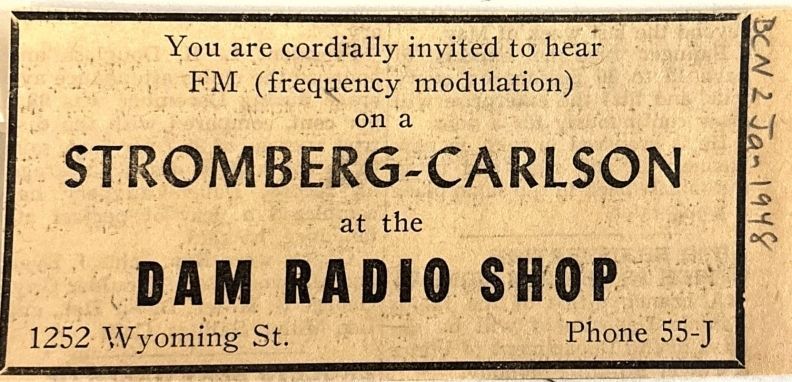 You are cordially invited to hear
FM (frequency modulation)
on a
STROMBERG-CARLSON
at the
DAM RADIO SHOP
1252 Wyoming St. Phone 55-J
BCN 2 Jan 1948